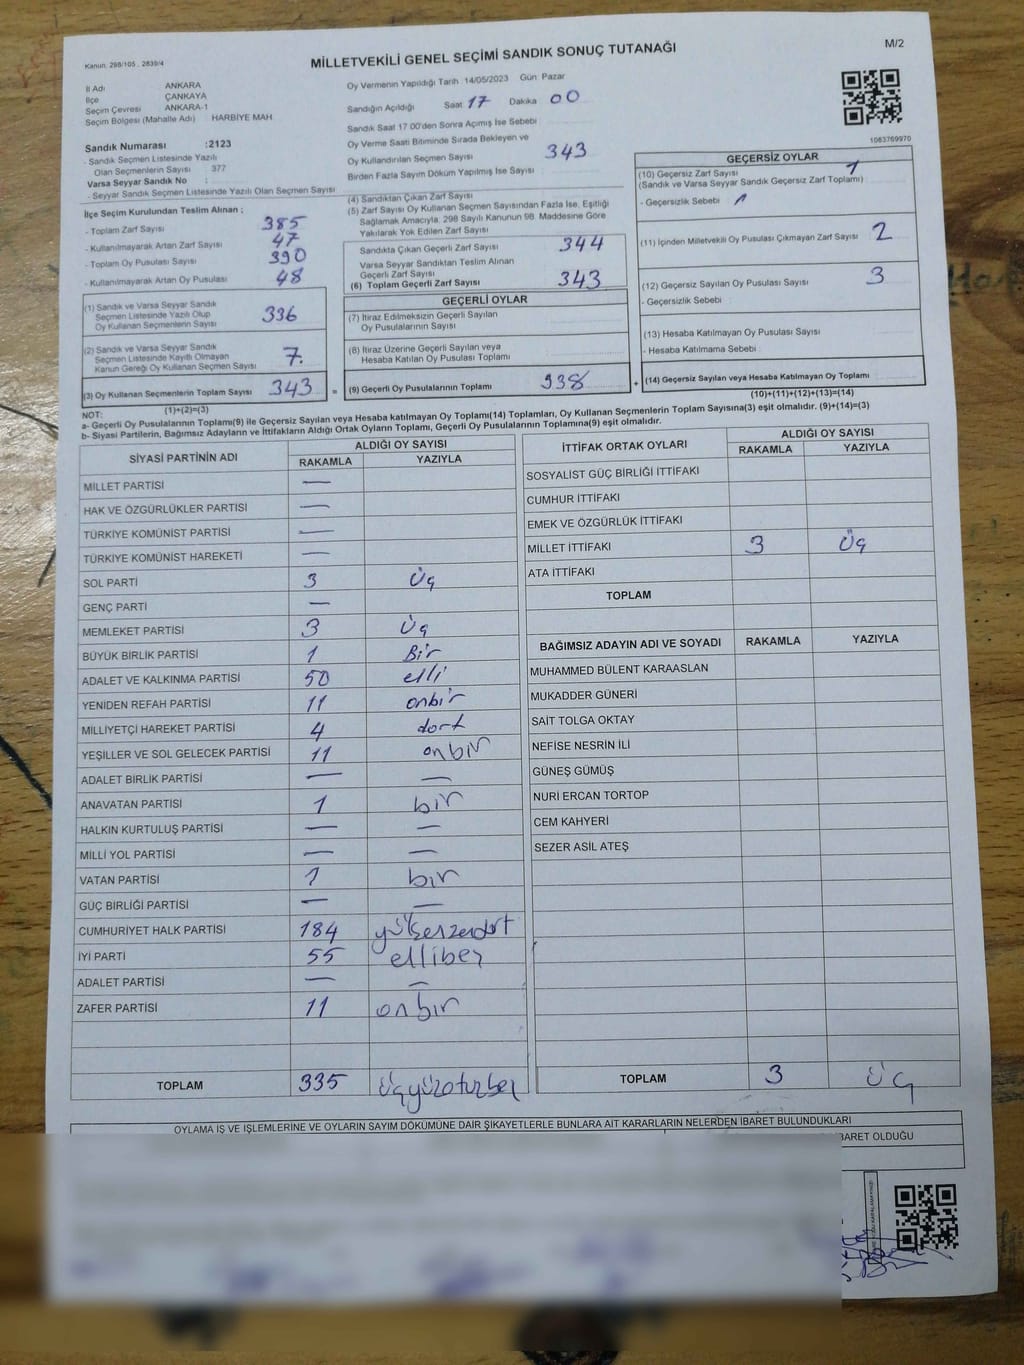 Kanun, 298/105 , 2839/4
MİLLETVEKİLİ GENEL SEÇİMİ SANDIK SONUÇ TUTANAĞI
M/2
İl Adı ANKARA
İlçe ÇANKAYA
Seçim Çevresi ANKARA-1
Seçim Bölgesi (Mahalle Adı) HARBİYE MAH
Sandık Numarası :2123
- Sandık Seçmen Listesinde Yazılı
Olan Seçmenlerin Sayısı 377
Varsa Seyyar Sandık No :
- Seyyar Sandık Seçmen Listesinde Yazılı Olan Seçmen Sayısı
İlçe Seçim Kurulundan Teslim Alınan ;
- Toplam Zarf Sayısı 385
- Kullanılmayarak Artan Zarf Sayısı 47
- Toplam Oy Pusulası Sayısı 390
- Kullanılmayarak Artan Oy Pusulası 48
(1) Sandık ve Varsa Seyyar Sandık
Seçmen Listesinde Yazılı Olup
Oy Kullanan Seçmenlerin Sayısı 336
(2) Sandık ve Varsa Seyyar Sandık
Seçmen Listesinde Kayıtlı Olmayan
Kanun Gereği Oy Kullanan Seçmen Sayısı 7.
(3) Oy Kullanan Seçmenlerin Toplam Sayısı 343 =
(1)+(2)=(3)
Oy Vermenin Yapıldığı Tarih 14/05/2023 Gün Pazar
Sandığın Açıldığı Saat 17 Dakika 00
Sandık Saat 17 00'den Sonra Açımış İse Sebebi
Oy Verme Saati Bitiminde Sırada Bekleyen ve
Oy Kullandırılan Seçmen Sayısı 343
Birden Fazla Sayım Döküm Yapılmış İse Sayısı
(4) Sandıktan Çıkan Zarf Sayısı
(5) Zarf Sayısı Oy Kullanan Seçmen Sayısından Fazla İse, Eşitliği
Sağlamak Amacıyla, 298 Sayılı Kanunun 98. Maddesine Göre
Yakılarak Yok Edilen Zarf Sayısı
Sandıkta Çıkan Geçerli Zarf Sayısı 344
Varsa Seyyar Sandıktan Teslim Alınan
Geçerli Zarf Sayısı
(6) Toplam Geçerli Zarf Sayısı 343
GEÇERLİ OYLAR
(7) İtiraz Edilmeksizin Geçerli Sayılan
Oy Pusulalarının Sayısı
(8) İtiraz Üzerine Geçerli Sayılan veya
Hesaba Katılan Oy Pusulası Toplamı
(9) Geçerli Oy Pusulalarının Toplamı 338 +
1063769970
GEÇERSİZ OYLAR
(10) Geçersiz Zarf Sayısı 1
(Sandık ve Varsa Seyyar Sandık Geçersiz Zarf Toplamı)
- Geçersizlik Sebebi 1
(11) İçinden Milletvekili Oy Pusulası Çıkmayan Zarf Sayısı 2
(12) Geçersiz Sayılan Oy Pusulası Sayısı 3
- Geçersizlik Sebebi
(13) Hesaba Katılmayan Oy Pusulası Sayısı
- Hesaba Katılmama Sebebi
(14) Geçersiz Sayılan veya Hesaba Katılmayan Oy Toplamı
(10)+(11)+(12)+(13)=(14)
NOT:
a- Geçerli Oy Pusulalarının Toplamı(9) ile Geçersiz Sayılan veya Hesaba katılmayan Oy Toplamı(14) Toplamları, Oy Kullanan Seçmenlerin Toplam Sayısına(3) eşit olmalıdır. (9)+(14)=(3)
b- Siyasi Partilerin, Bağımsız Adayların ve İttifakların Aldığı Ortak Oyların Toplamı, Geçerli Oy Pusulalarının Toplamına(9) eşit olmalıdır.
SİYASİ PARTİNİN ADI ALDIĞI OY SAYISI
RAKAMLA YAZIYLA
MİLLET PARTİSİ —
HAK VE ÖZGÜRLÜKLER PARTİSİ —
TÜRKİYE KOMÜNİST PARTİSİ —
TÜRKİYE KOMÜNİST HAREKETİ —
SOL PARTİ 3 Üç
GENÇ PARTİ —
MEMLEKET PARTİSİ 3 Üç
BÜYÜK BİRLİK PARTİSİ 1 Bir
ADALET VE KALKINMA PARTİSİ 50 elli
YENİDEN REFAH PARTİSİ 11 onbir
MİLLİYETÇİ HAREKET PARTİSİ 4 dört
YEŞİLLER VE SOL GELECEK PARTİSİ 11 onbir
ADALET BİRLİK PARTİSİ — —
ANAVATAN PARTİSİ 1 bir
HALKIN KURTULUŞ PARTİSİ — —
MİLLİ YOL PARTİSİ — —
VATAN PARTİSİ 1 bir
GÜÇ BİRLİĞİ PARTİSİ — —
CUMHURİYET HALK PARTİSİ 184 yülserzendört
İYİ PARTİ 55 ellibeş
ADALET PARTİSİ — —
ZAFER PARTİSİ 11 onbir
TOPLAM 335 üçyüzotuzbeş
İTTİFAK ORTAK OYLARI ALDIĞI OY SAYISI
RAKAMLA YAZIYLA
SOSYALİST GÜÇ BİRLİĞİ İTTİFAKI
CUMHUR İTTİFAKI
EMEK VE ÖZGÜRLÜK İTTİFAKI
MİLLET İTTİFAKI 3 Üç
ATA İTTİFAKI
TOPLAM
BAĞIMSIZ ADAYIN ADI VE SOYADI RAKAMLA YAZIYLA
MUHAMMED BÜLENT KARAASLAN
MUKADDER GÜNERİ
SAİT TOLGA OKTAY
NEFİSE NESRİN İLİ
GÜNEŞ GÜMÜŞ
NURİ ERCAN TORTOP
CEM KAHYERİ
SEZER ASİL ATEŞ
TOPLAM 3 Üç
OYLAMA İŞ VE İŞLEMLERİNE VE OYLARIN SAYIM DÖKÜMÜNE DAİR ŞİKAYETLERLE BUNLARA AİT KARARLARIN NELERDEN İBARET BULUNDUKLARI
BARET OLDUĞU